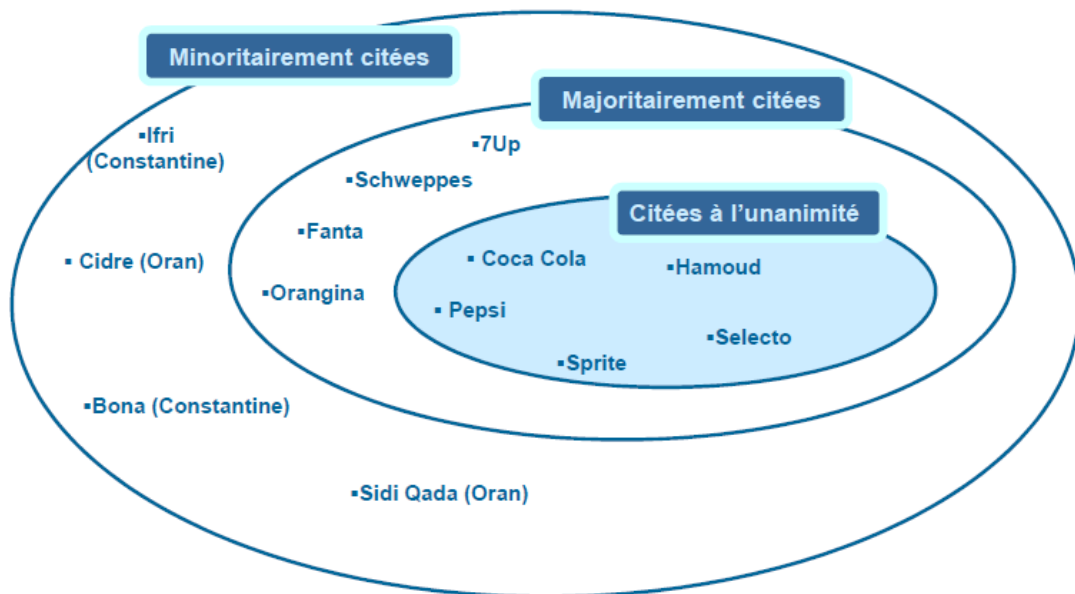 Minoritairement citées
Majoritairement citées
▪Ifri
(Constantine)
▪7Up
▪Schweppes
Citées à l’unanimité
▪Fanta
▪ Cidre (Oran)
▪ Coca Cola
▪Hamoud
▪Orangina
▪ Pepsi
▪Selecto
▪Sprite
▪Bona (Constantine)
▪Sidi Qada (Oran)